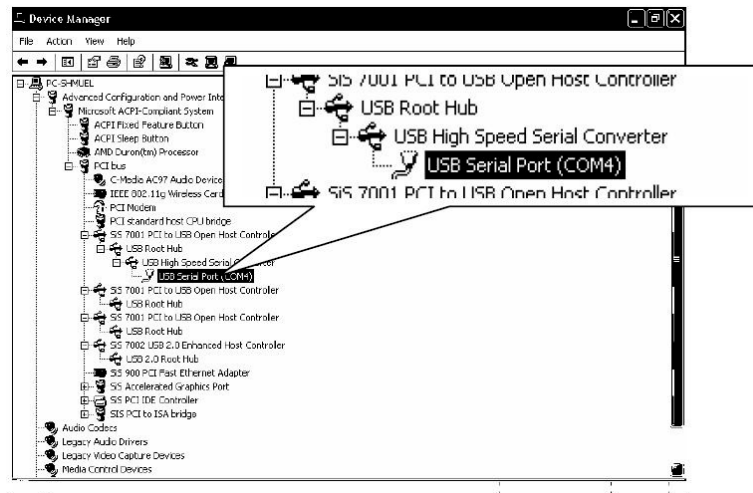 Device Manager
File Action View Help
PC-SHMUEL
Advanced Configuration and Power Inte
Microsoft ACPI-Compliant System
ACPI Fixed Feature Button
ACPI Sleep Button
AMD Duron(tm) Processor
PCI bus
C-Media AC97 Audio Device
IEEE 802.11g Wireless Card
PCI Modem
PCI standard host CPU bridge
SiS 7001 PCI to USB Open Host Controlle
USB Root Hub
USB High Speed Serial Converter
USB Serial Port (COM4)
SiS 7001 PCI to USB Open Host Controller
USB Root Hub
SiS 7001 PCI to USB Open Host Controller
USB Root Hub
SiS 7002 USB 2.0 Enhanced Host Controller
USB 2.0 Root Hub
SiS 900 PCI Fast Ethernet Adapter
SiS Accelerated Graphics Port
SiS PCI IDE Controller
SIS PCI to ISA bridge
Audio Codecs
Legacy Audio Drivers
Legacy Video Capture Devices
Media Control Devices
SiS 7001 PCI to USB Open Host Controller
USB Root Hub
USB High Speed Serial Converter
USB Serial Port (COM4)
SiS 7001 PCI to USB Open Host Controller